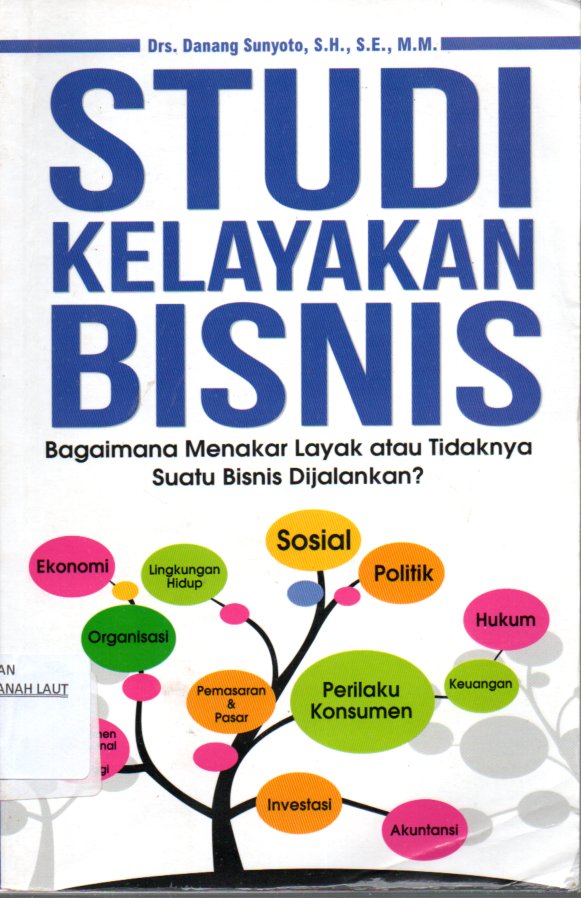 Drs. Danang Sunyoto, S.H., S.E., M.M.
STUDI
KELAYAKAN
BISNIS
Bagaimana Menakar Layak atau Tidaknya
Suatu Bisnis Dijalankan?
Sosial
Ekonomi
Lingkungan
Hidup
Politik
Organisasi
Hukum
Pemasaran
&
Pasar
Perilaku
Konsumen
Keuangan
ANAH LAUT
Investasi
Akuntansi